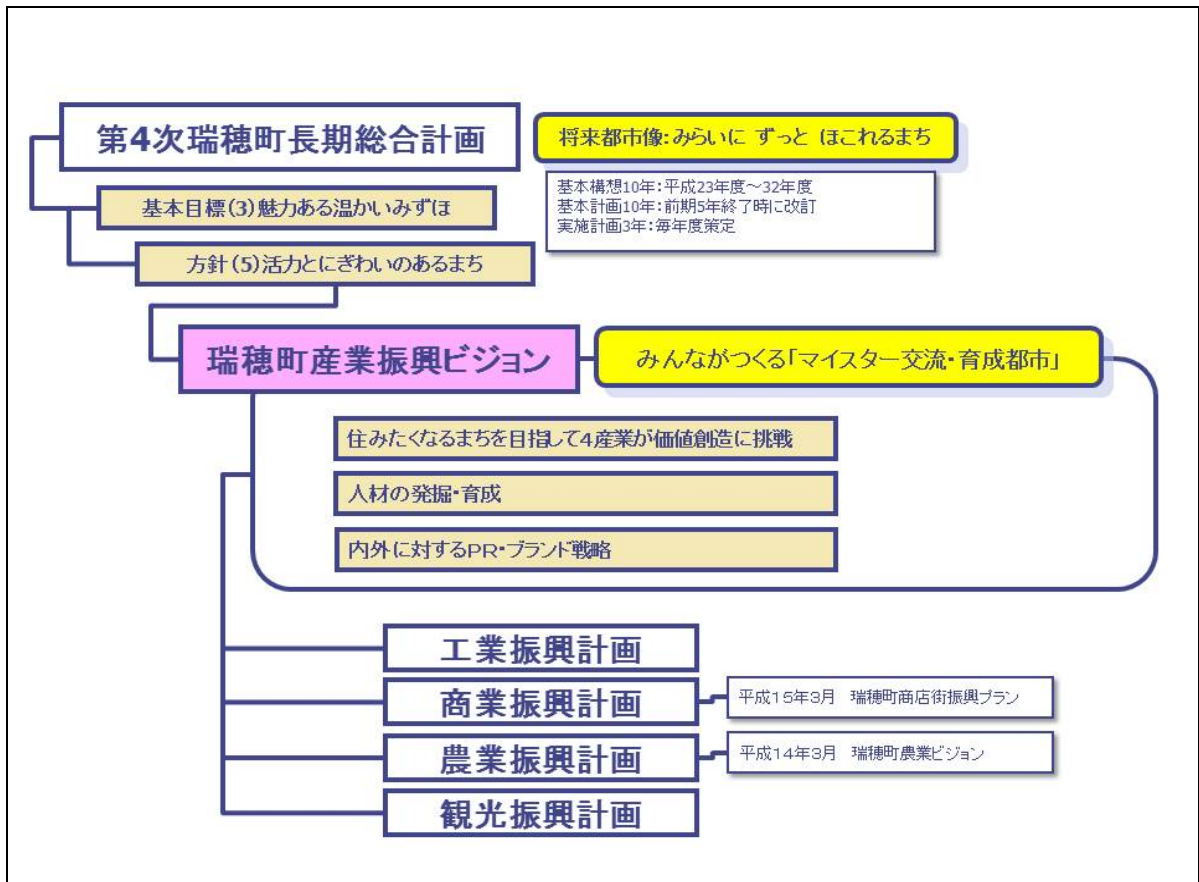 第4次瑞穂町長期総合計画
将来都市像:みらいに ずっと ほこれるまち
基本構想10年:平成23年度~32年度
基本計画10年:前期5年終了時に改訂
実施計画3年:毎年度策定
基本目標(3)魅力ある温かいみずほ
方針(5)活力とにぎわいのあるまち
瑞穂町産業振興ビジョン
みんながつくる「マイスター交流・育成都市」
住みたくなるまちを目指して4産業が価値創造に挑戦
人材の発掘・育成
内外に対するPR・ブランド戦略
工業振興計画
商業振興計画
平成15年3月 瑞穂町商店街振興プラン
農業振興計画
平成14年3月 瑞穂町農業ビジョン
観光振興計画